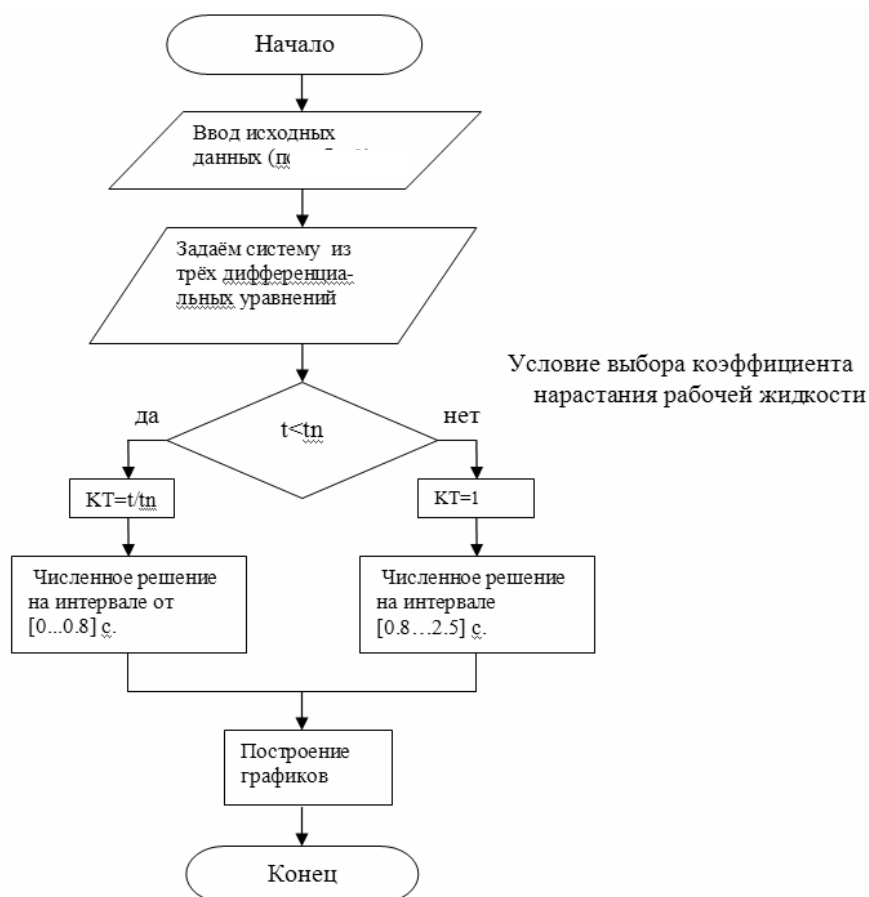 Начало
Ввод исходных
данных
Задаём систему из
трёх дифференциа-
льных уравнений
Условие выбора коэффициента
нарастания рабочей жидкости
да
t<tn
нет
KT=t/tn
KT=1
Численное решение
на интервале от
[0...0.8] с.
Численное решение
на интервале
[0.8…2.5] с.
Построение
графиков
Конец